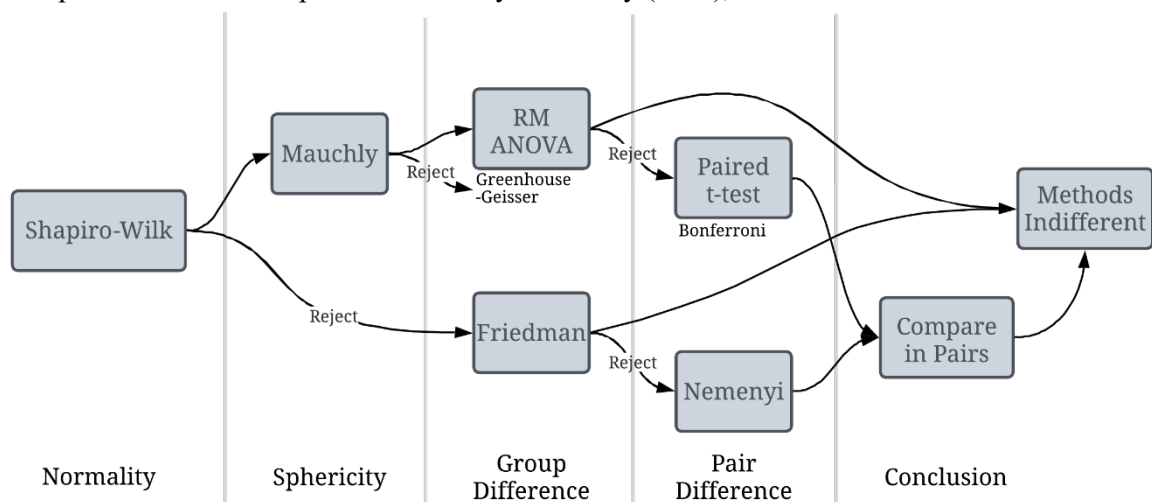 Shapiro-Wilk
Reject
Mauchly
Reject
RM
ANOVA
Greenhouse
-Geisser
Reject
Friedman
Reject
Paired
t-test
Bonferroni
Nemenyi
Compare
in Pairs
Methods
Indifferent
Normality
Sphericity
Group
Difference
Pair
Difference
Conclusion